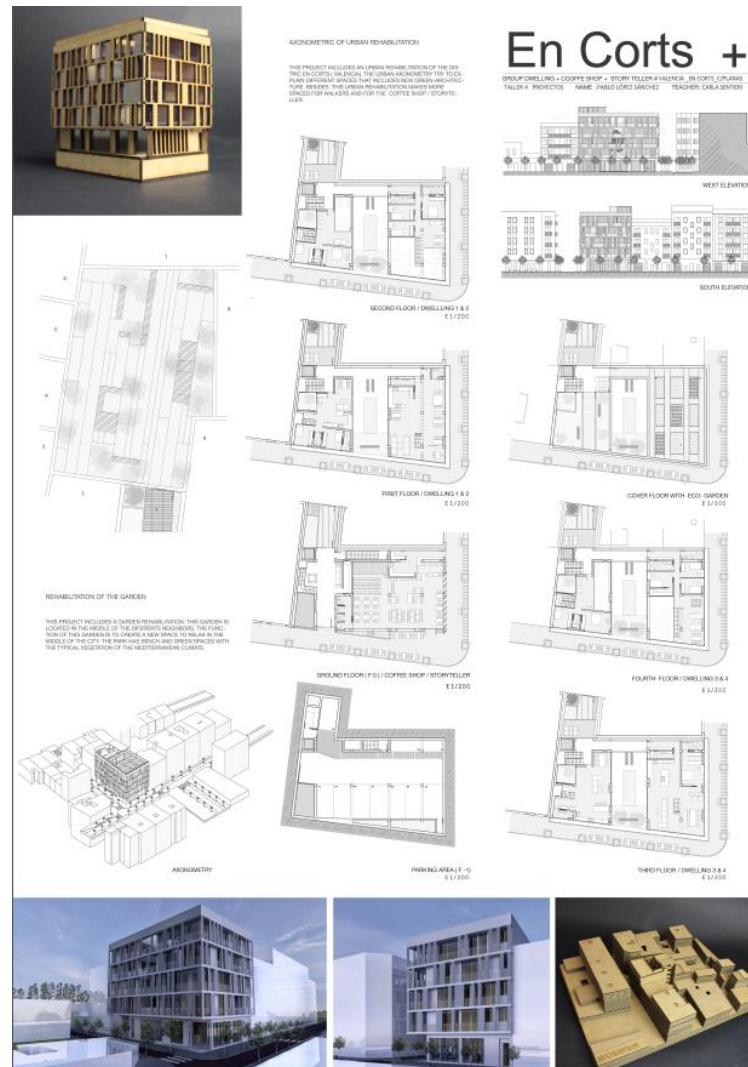 AXONOMETRIC OF URBAN REHABILITATION
THIS PROJECT INCLUDES AN URBAN REHABILITATION OF THE DIS-
TRIC EN CORTS ( VALENCIA). THE URBAN AXONOMETRY TRY TO EX-
PLAIN DIFFERENT SPACES THAT INCLUDES NEW GREEN-ARCHITEC-
TURE. BESIDES, THIS URBAN REHABILITATION MAKES MORE
SPACES FOR WALKERS AND FOR THE COFFEE SHOP / STORYTE-
LLER.
En Corts +
GROUP DWELLING + COOFFE SHOP + STORY TELLER // VALENCIA _EN CORTS_C/PLANAS
TALLER 4 PROYECTOS NAME : PABLO LÓPEZ SÁNCHEZ TEACHER: CARLA SENTIERI
WEST ELEVATION
SOUTH ELEVATION
SECOND FLOOR / DWELLLING 1 & 2
E 1 / 200
FIRST FLOOR / DWELLING 1 & 2
E 1 / 200
COVER FLOOR WITH ECO- GARDEN
E 1 / 200
REHABILITATION OF THE GARDEN
THIS PROJECT INCLUDES A GARDEN REHABILITATION. THIS GARDEN IS
LOCATED IN THE MIDDLE OF THE DIFERENTS NEIGHBORS. THE FUNC-
TION OF THIS GARDEN IS TO CREATE A NEW SPACE TO RELAX IN THE
MIDDLE OF THE CITY. THE PARK HAS BENCH AND GREEN SPACES WITH
THE TYPICAL VEGETATION OF THE MEDITERRANEAN CLIMATE.
GROUND FLOOR ( F 0 ) / COFFEE SHOP / STORYTELLER
E 1 / 200
FOURTH FLOOR / DWELLING 3 & 4
E 1 / 200
AXONOMETRY
PARKING AREA ( F -1)
E 1 / 200
THIRD FLOOR / DWELLING 3 & 4
E 1/200